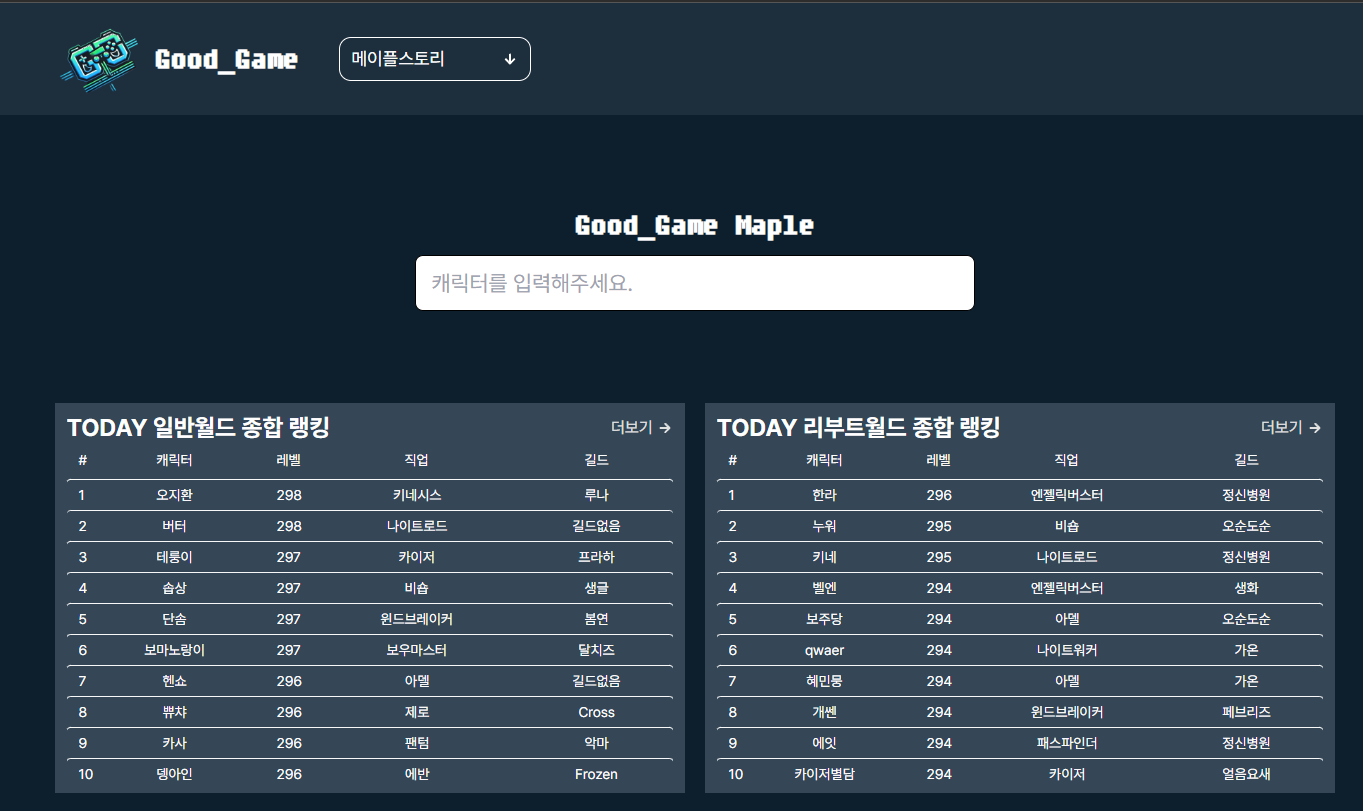 Good_Game
메이플스토리 ↓
Good_Game Maple
캐릭터를 입력해주세요.
TODAY 일반월드 종합 랭킹 더보기 →
# 캐릭터 레벨 직업 길드
1 오지환 298 키네시스 루나
2 버터 298 나이트로드 길드없음
3 테룽이 297 카이저 프라하
4 솝상 297 비숍 생글
5 단솜 297 윈드브레이커 봄연
6 보마노랑이 297 보우마스터 달치즈
7 헨쇼 296 아델 길드없음
8 쀼챠 296 제로 Cross
9 카사 296 팬텀 악마
10 뎅아인 296 에반 Frozen
TODAY 리부트월드 종합 랭킹 더보기 →
# 캐릭터 레벨 직업 길드
1 한라 296 엔젤릭버스터 정신병원
2 누워 295 비숍 오순도순
3 키네 295 나이트로드 정신병원
4 벨엔 294 엔젤릭버스터 생화
5 보주당 294 아델 오순도순
6 qwaer 294 나이트워커 가온
7 혜민뭉 294 아델 가온
8 개쎈 294 윈드브레이커 페브리즈
9 에잇 294 패스파인더 정신병원
10 카이저별담 294 카이저 얼음요새